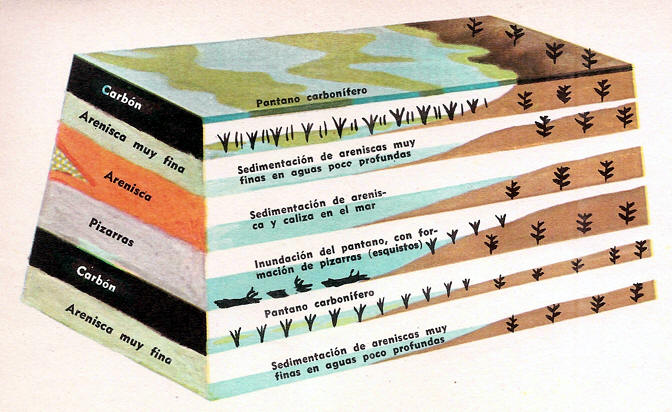 Carbón
Arenisca muy fina
Arenisca
Pizarras
Carbón
Arenisca muy fina
Pantano carbonífero
Sedimentación de areniscas muy
finas en aguas poco profundas
Sedimentación de arenis-
ca y caliza en el mar
Inundación del pantano, con for-
mación de pizarras (esquistos)
Pantano carbonífero
Sedimentación de areniscas muy
finas en aguas poco profundas